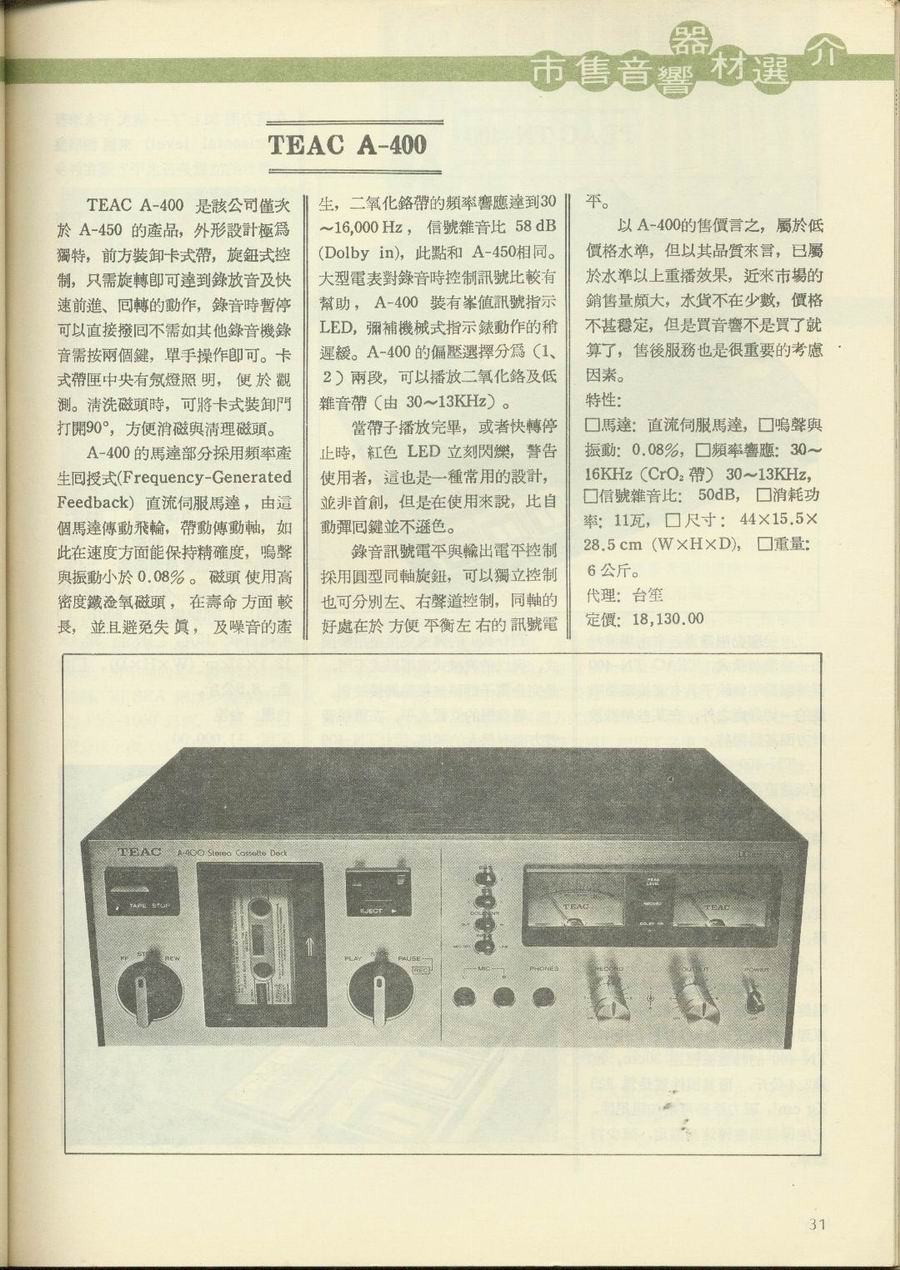 市售音響器材選介
TEAC A-400
TEAC A-400 是該公司僅次
於 A-450 的產品，外形設計極爲
獨特，前方裝卸卡式帶，旋鈕式控
制，只需旋轉卽可達到錄放音及快
速前進、囘轉的動作，錄音時暫停
可以直接撥囘不需如其他錄音機錄
音需按兩個鍵，單手操作卽可。卡
式帶匣中央有氖燈照明，便於觀
測。淸洗磁頭時，可將卡式裝卸門
打開90°，方便消磁與淸理磁頭。
A-400 的馬達部分採用頻率產
生囘授式(Frequency-Generated
Feedback) 直流伺服馬達，由這
個馬達傳動飛輪，帶動傳動軸，如
此在速度方面能保持精確度，鳴聲
與振動小於 0.08%。磁頭使用高
密度鐵淦氧磁頭，在壽命方面較
長，並且避免失眞，及噪音的產
生，二氧化鉻帶的頻率響應達到30
～16,000 Hz，信號雜音比 58 dB
(Dolby in)，此點和 A-450相同。
大型電表對錄音時控制訊號比較有
幫助，A-400 裝有峯値訊號指示
LED，彌補機械式指示錶動作的稍
遲緩。A-400 的偏壓選擇分爲（1、
2）兩段，可以播放二氧化鉻及低
雜音帶（由 30～13KHz）。
當帶子播放完畢，或者快轉停
止時，紅色 LED 立刻閃爍，警告
使用者，這也是一種常用的設計，
並非首創，但是在使用來說，比自
動彈囘鍵並不遜色。
錄音訊號電平與輸出電平控制
採用圓型同軸旋鈕，可以獨立控制
也可分別左、右聲道控制，同軸的
好處在於方便平衡左右的訊號電
平。
以 A-400的售價言之，屬於低
價格水準，但以其品質來言，已屬
於水準以上重播效果，近來市場的
銷售量頗大，水貨不在少數，價格
不甚穩定，但是買音響不是買了就
算了，售後服務也是很重要的考慮
因素。
特性：
□馬達：直流伺服馬達，□鳴聲與
振動：0.08%，□頻率響應：30～
16KHz（CrO₂ 帶）30～13KHz，
□信號雜音比：50dB，□消耗功
率：11瓦，□尺寸：44×15.5×
28.5 cm (W×H×D)，□重量：
6 公斤。
代理：台笙
定價：18,130.00
TEAC A-400 Stereo Cassette Deck
TAPE STOP
EJECT
FF
REW
PLAY
PAUSE
REC
MIC
PHONES
TEAC
PEAK LEVEL
RECORD
TEAC
RECORD
OUTPUT
POWER
31